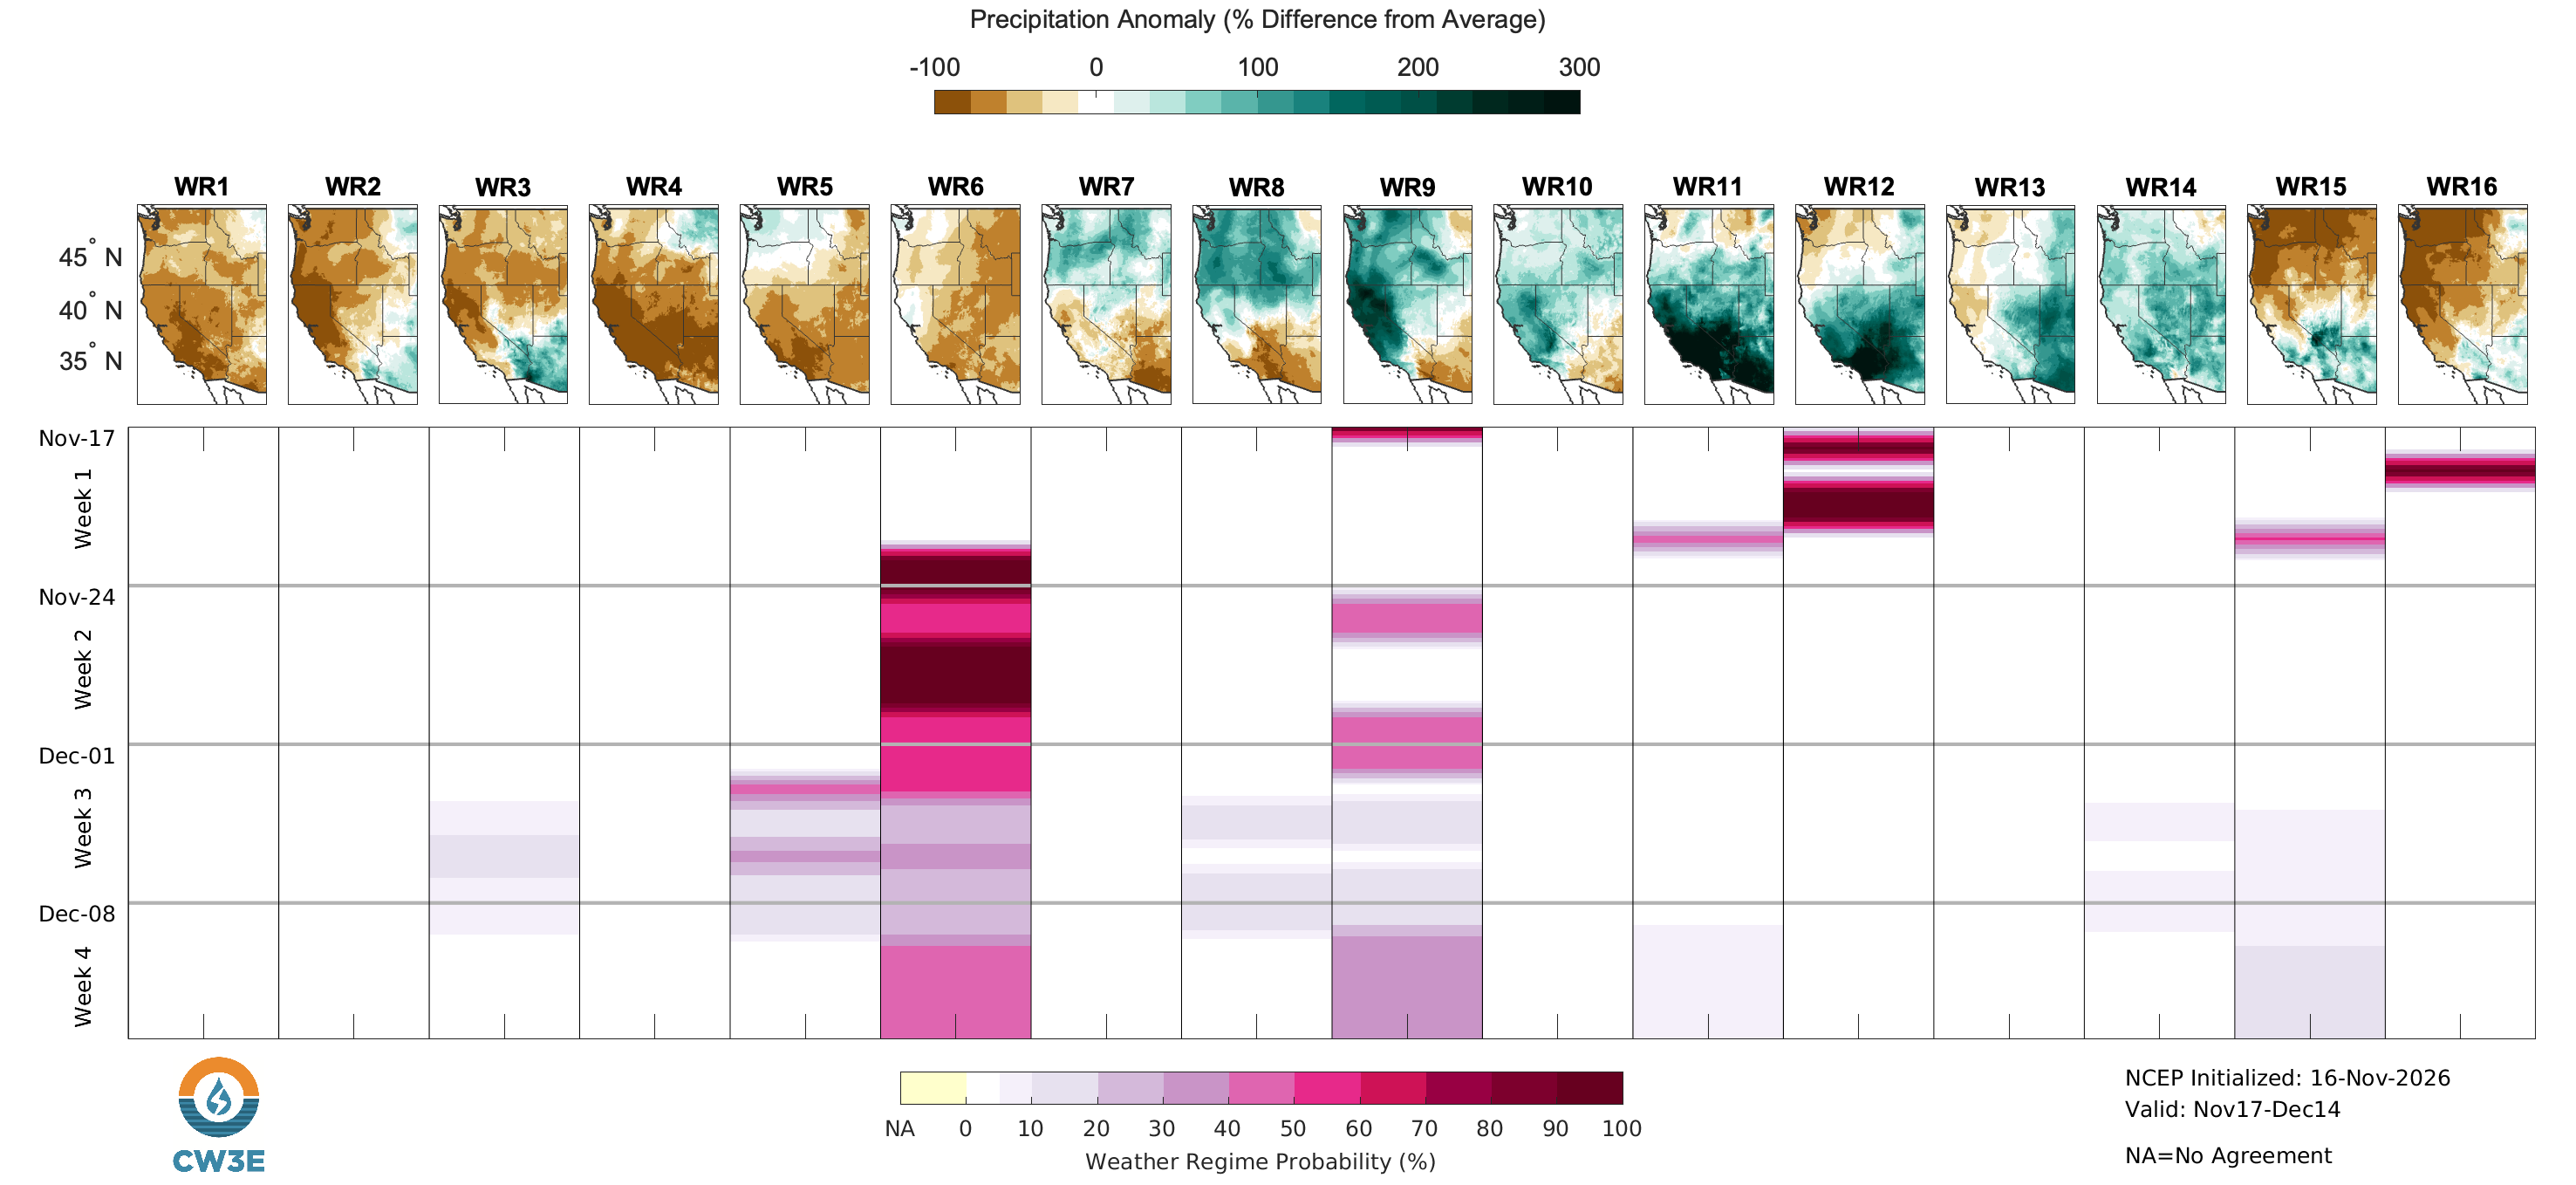 Precipitation Anomaly (% Difference from Average)
-100 0 100 200 300
WR1 WR2 WR3 WR4 WR5 WR6 WR7 WR8 WR9 WR10 WR11 WR12 WR13 WR14 WR15 WR16
45° N
40° N
35° N
Nov-17
Week 1
Nov-24
Week 2
Dec-01
Week 3
Dec-08
Week 4
NA 0 10 20 30 40 50 60 70 80 90 100
Weather Regime Probability (%)
CW3E
NCEP Initialized: 16-Nov-2026
Valid: Nov17-Dec14
NA=No Agreement